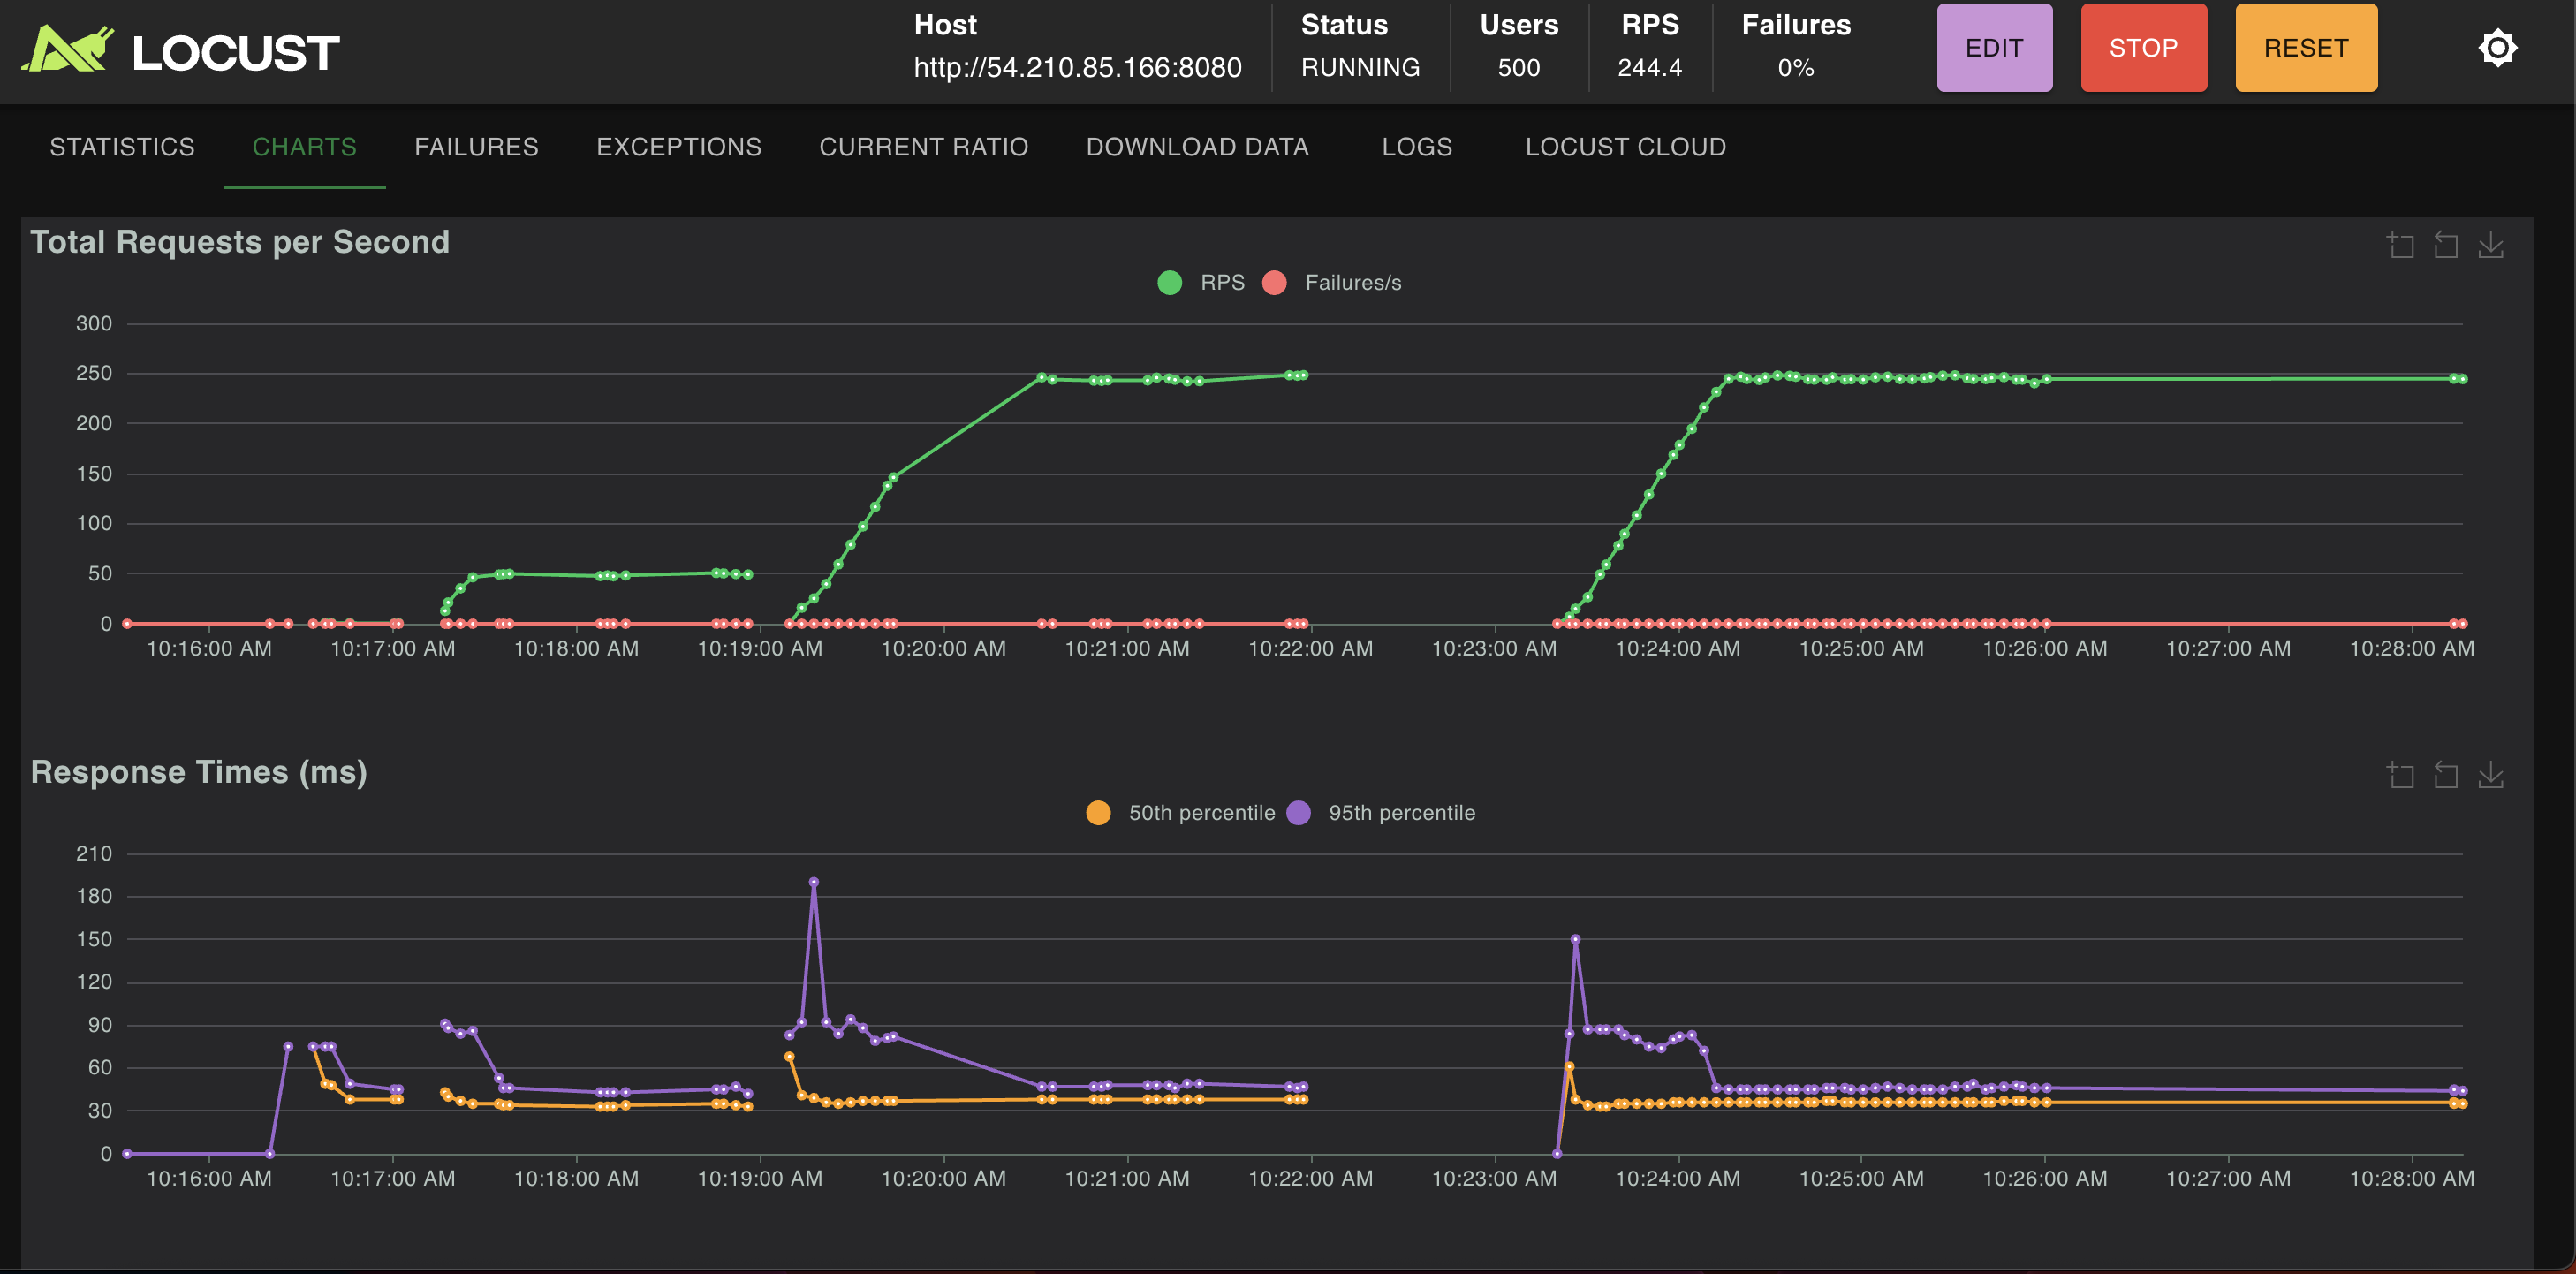 LOCUST
Host
http://54.210.85.166:8080
Status
RUNNING
Users
500
RPS
244.4
Failures
0%
EDIT
STOP
RESET
STATISTICS CHARTS FAILURES EXCEPTIONS CURRENT RATIO DOWNLOAD DATA LOGS LOCUST CLOUD
Total Requests per Second
RPS Failures/s
300
250
200
150
100
50
0
10:16:00 AM 10:17:00 AM 10:18:00 AM 10:19:00 AM 10:20:00 AM 10:21:00 AM 10:22:00 AM 10:23:00 AM 10:24:00 AM 10:25:00 AM 10:26:00 AM 10:27:00 AM 10:28:00 AM
Response Times (ms)
50th percentile 95th percentile
210
180
150
120
90
60
30
0
10:16:00 AM 10:17:00 AM 10:18:00 AM 10:19:00 AM 10:20:00 AM 10:21:00 AM 10:22:00 AM 10:23:00 AM 10:24:00 AM 10:25:00 AM 10:26:00 AM 10:27:00 AM 10:28:00 AM